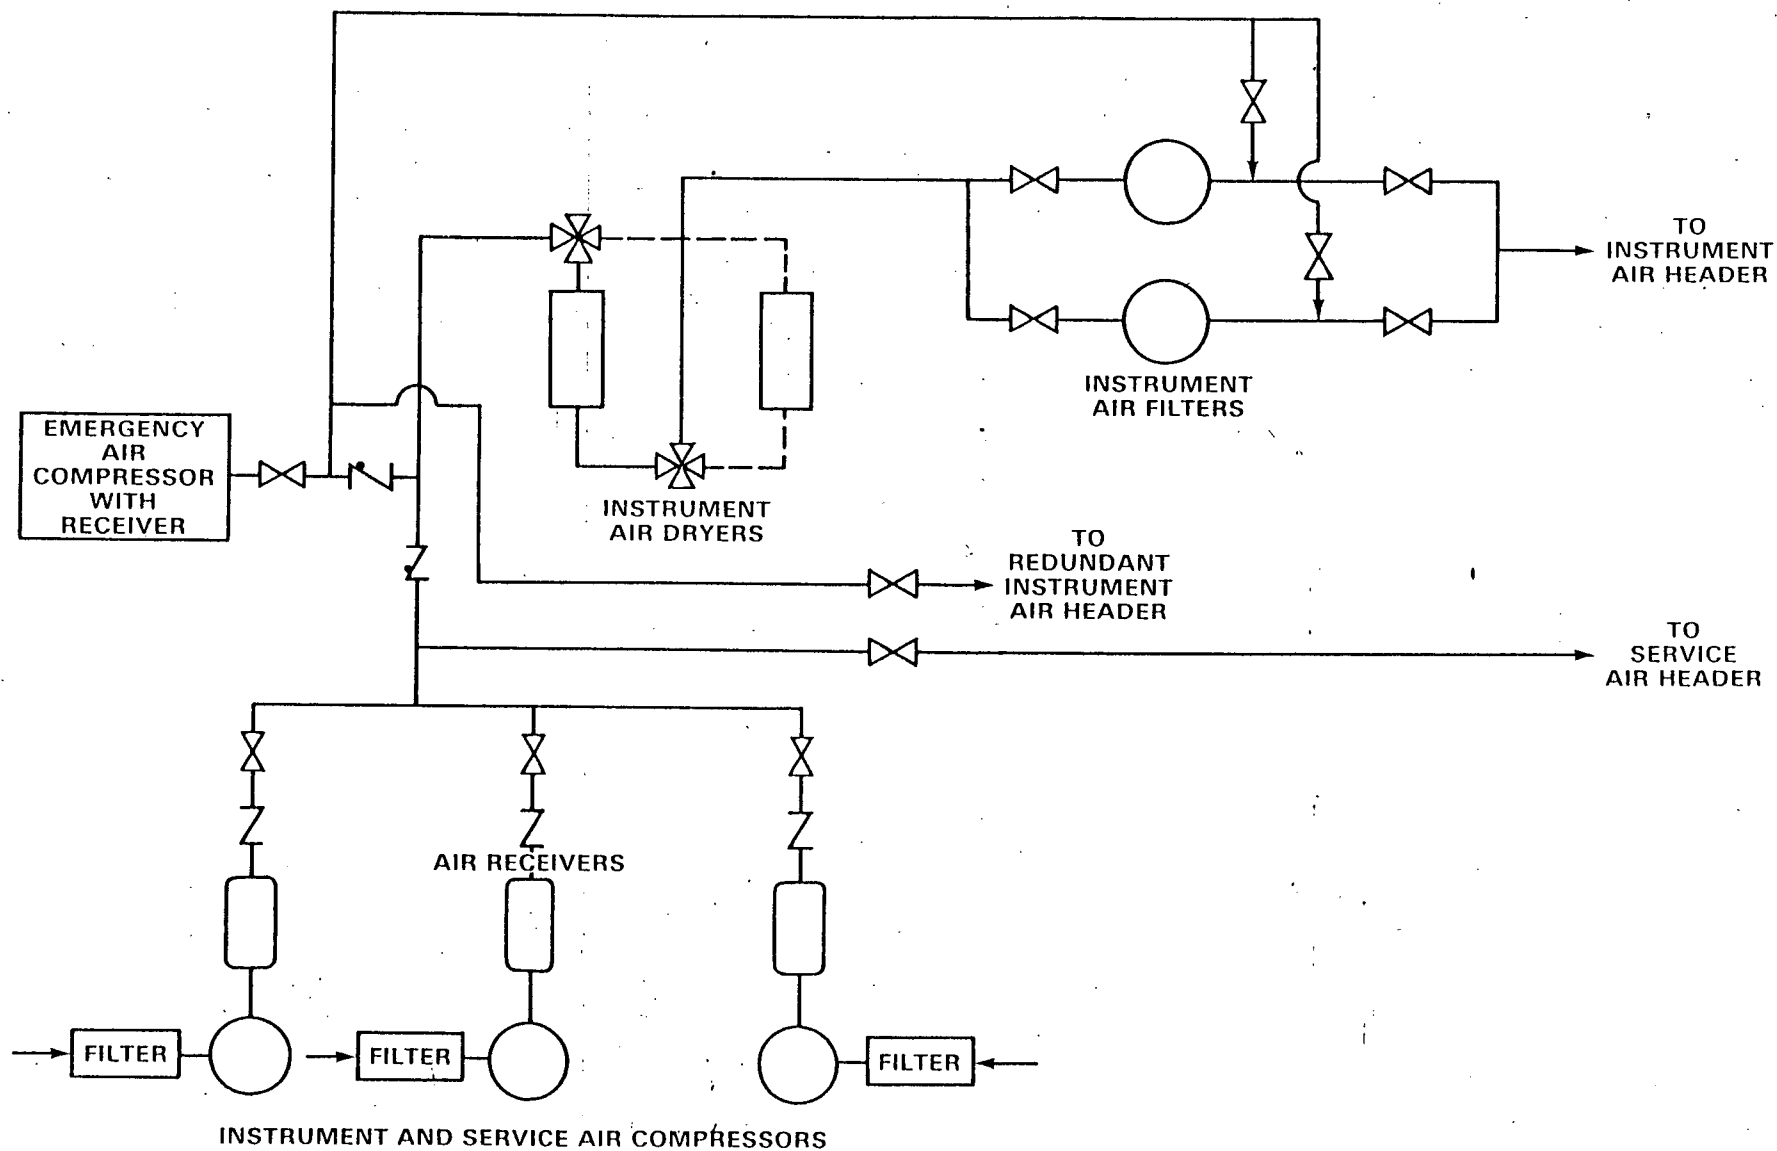 TO
INSTRUMENT
AIR HEADER
INSTRUMENT
AIR FILTERS
EMERGENCY
AIR
COMPRESSOR
WITH
RECEIVER
INSTRUMENT
AIR DRYERS
TO
REDUNDANT
INSTRUMENT
AIR HEADER
TO
SERVICE
AIR HEADER
AIR RECEIVERS
FILTER
FILTER
FILTER
INSTRUMENT AND SERVICE AIR COMPRESSORS